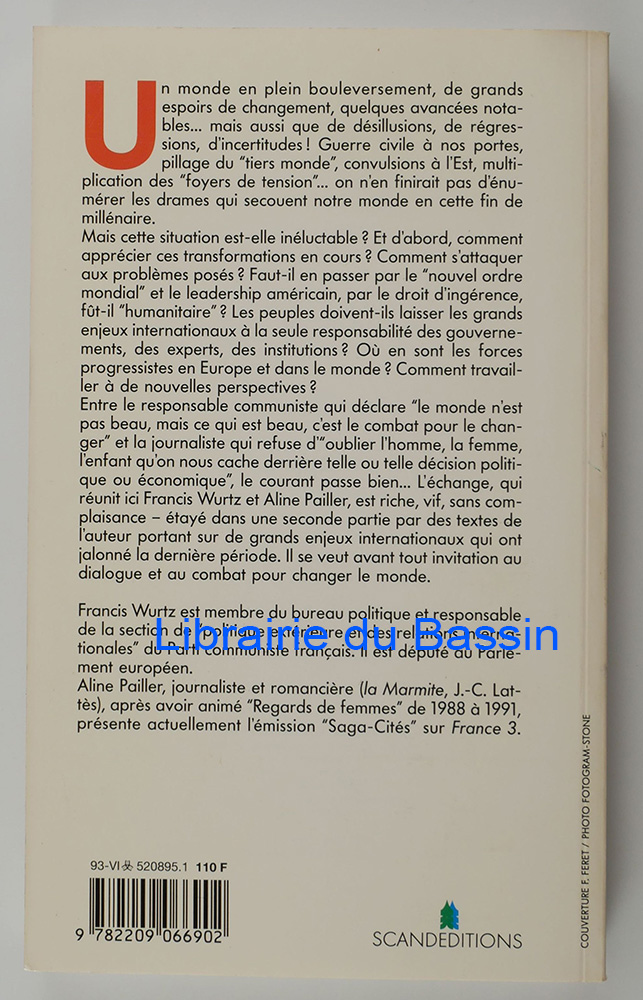 Un monde en plein bouleversement, de grands
espoirs de changement, quelques avancées nota-
bles... mais aussi que de désillusions, de régres-
sions, d'incertitudes ! Guerre civile à nos portes,
pillage du "tiers monde", convulsions à l'Est, multi-
plication des "foyers de tension"... on n'en finirait pas d'énu-
mérer les drames qui secouent notre monde en cette fin de
millénaire.
Mais cette situation est-elle inéluctable ? Et d'abord, comment
apprécier ces transformations en cours ? Comment s'attaquer
aux problèmes posés ? Faut-il en passer par le "nouvel ordre
mondial" et le leadership américain, par le droit d'ingérence,
fût-il "humanitaire" ? Les peuples doivent-ils laisser les grands
enjeux internationaux à la seule responsabilité des gouverne-
ments, des experts, des institutions ? Où en sont les forces
progressistes en Europe et dans le monde ? Comment travail-
ler à de nouvelles perspectives ?
Entre le responsable communiste qui déclare "le monde n'est
pas beau, mais ce qui est beau, c'est le combat pour le chan-
ger" et la journaliste qui refuse d'"oublier l'homme, la femme,
l'enfant qu'on nous cache derrière telle ou telle décision politi-
que ou économique", le courant passe bien... L'échange, qui
réunit ici Francis Wurtz et Aline Pailler, est riche, vif, sans com-
plaisance – étayé dans une seconde partie par des textes de
l'auteur portant sur de grands enjeux internationaux qui ont
jalonné la dernière période. Il se veut avant tout invitation au
dialogue et au combat pour changer le monde.
Francis Wurtz est membre du bureau politique et responsable
de la section de "politique extérieure et des relations interna-
tionales" du Parti communiste français. Il est député au Parle-
ment européen.
Librairie du Bassin
Aline Pailler, journaliste et romancière (la Marmite, J.-C. Lat-
tès), après avoir animé "Regards de femmes" de 1988 à 1991,
présente actuellement l'émission "Saga-Cités" sur France 3.
COUVERTURE F. FERET / PHOTO FOTOGRAM-STONE
93-VI 520895.1 110 F
9 782209 066902
SCANDEDITIONS